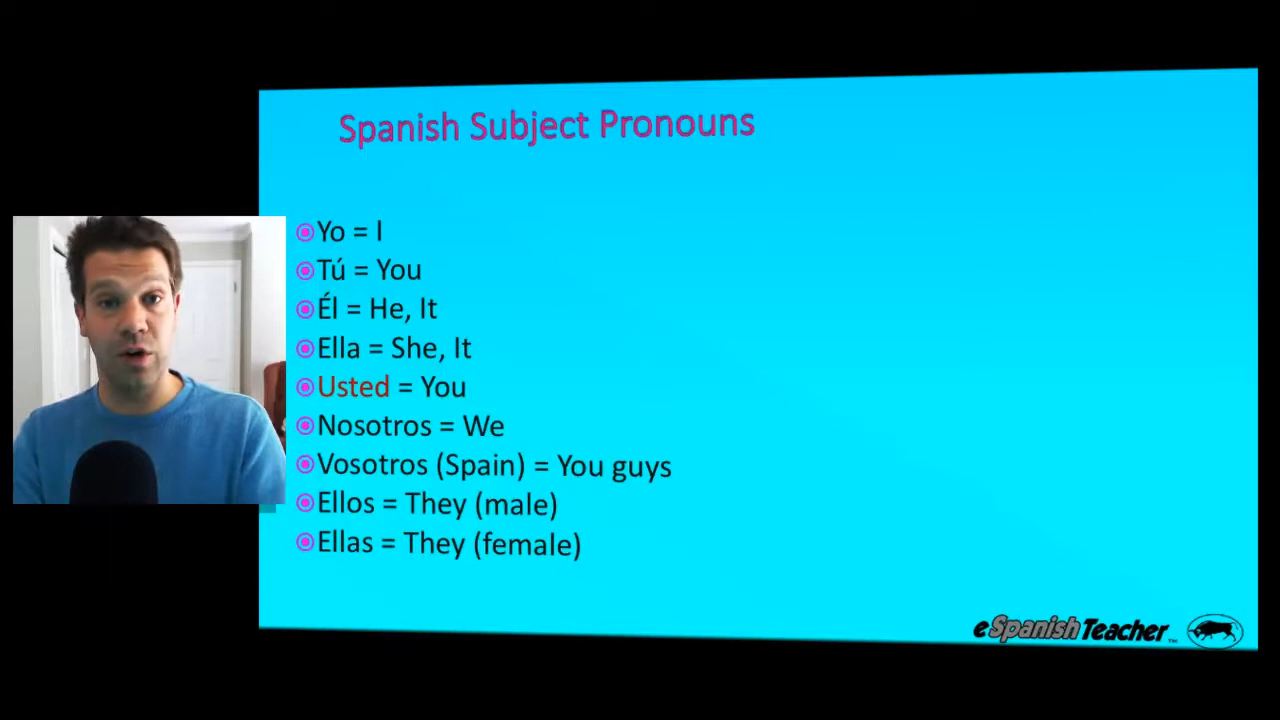 Spanish Subject Pronouns
Yo = I
Tú = You
Él = He, It
Ella = She, It
Usted = You
Nosotros = We
Vosotros (Spain) = You guys
Ellos = They (male)
Ellas = They (female)
eSpanishTeacher™